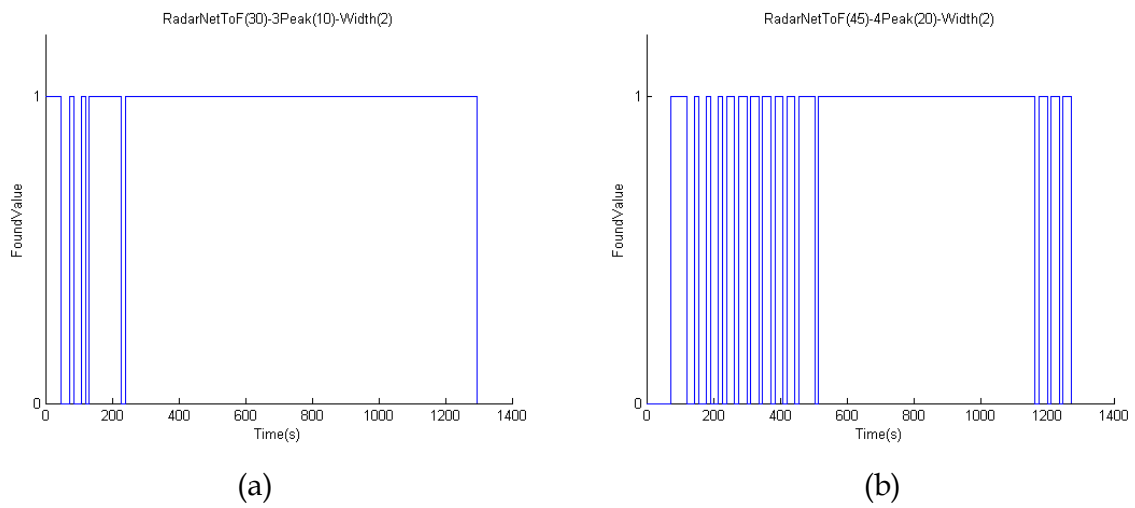 RadarNetToF(30)-3Peak(10)-Width(2)
1
0
FoundValue
0 200 400 600 800 1000 1200 1400
Time(s)
(a)
RadarNetToF(45)-4Peak(20)-Width(2)
1
0
FoundValue
0 200 400 600 800 1000 1200 1400
Time(s)
(b)